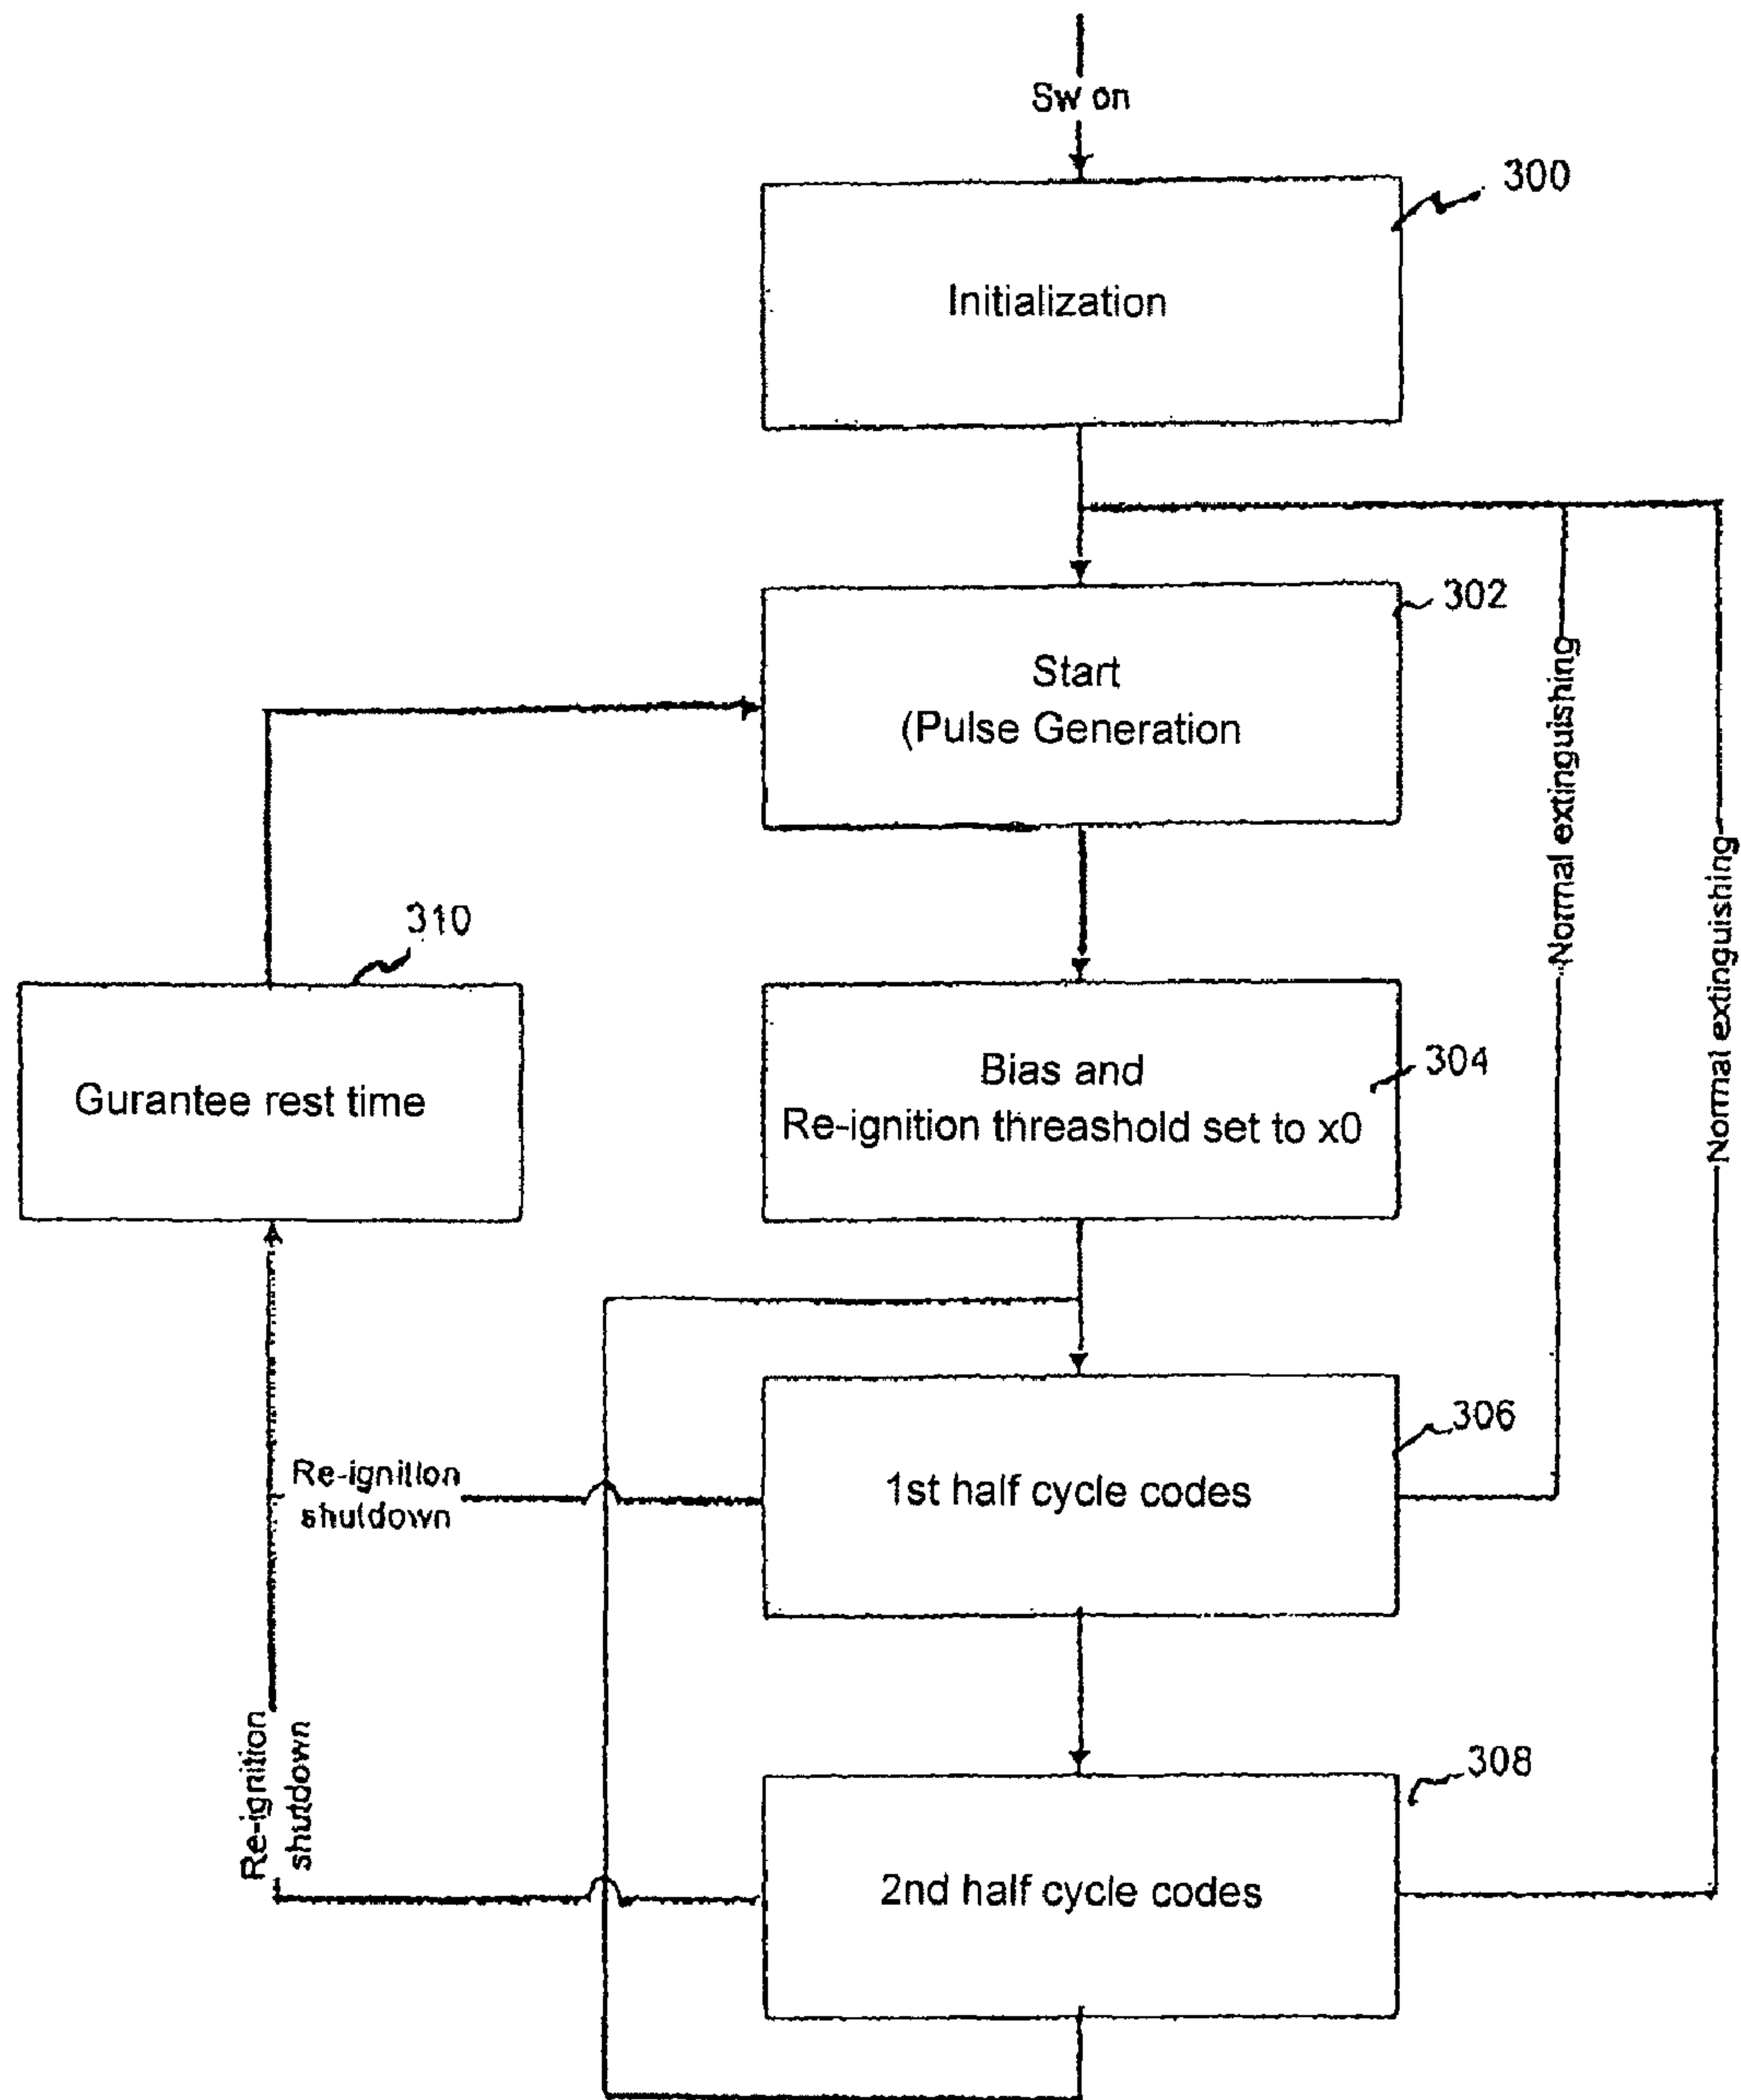 Sw on
300
Initialization
302
Start
(Pulse Generation
Normal extinguishing
Normal extinguishing
310
Gurantee rest time
304
Bias and
Re-ignition threashold set to x0
306
1st half cycle codes
Re-ignition
shutdown
308
2nd half cycle codes
Re-ignition
shutdown